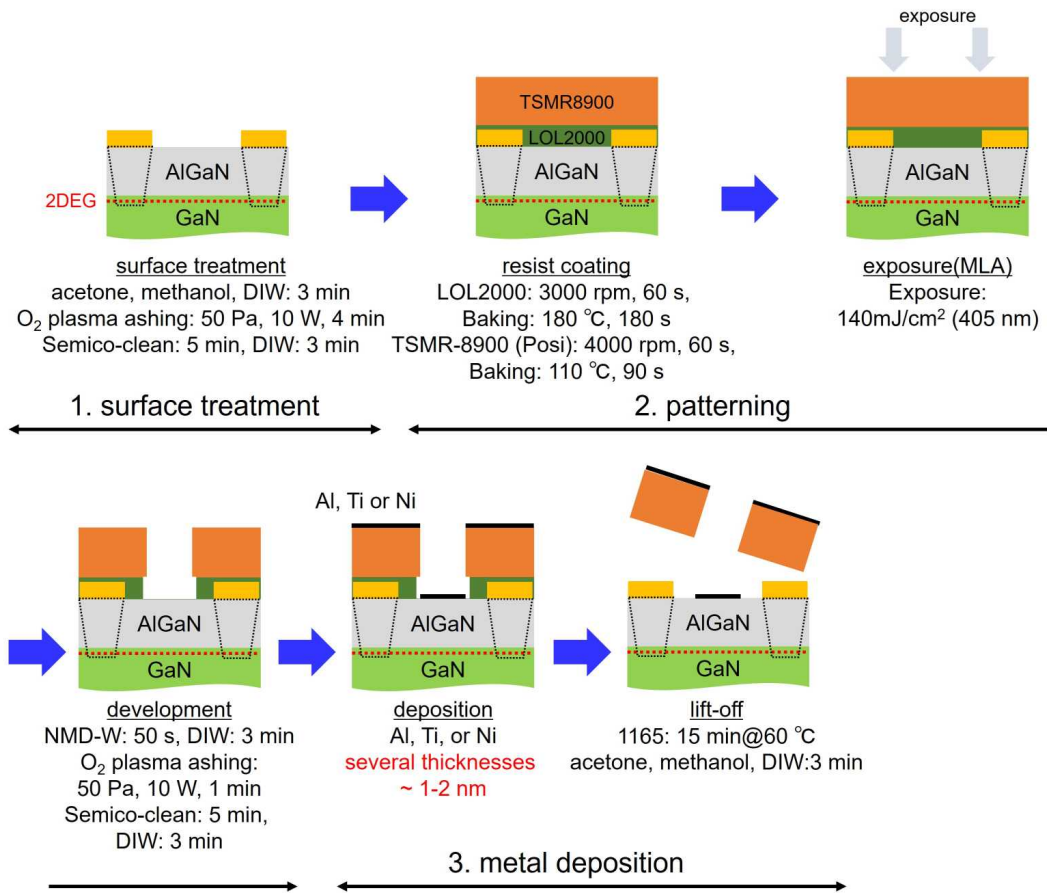 exposure
TSMR8900
LOL2000
AlGaN
2DEG
GaN
AlGaN
GaN
AlGaN
GaN
surface treatment
acetone, methanol, DIW: 3 min
O₂ plasma ashing: 50 Pa, 10 W, 4 min
Semico-clean: 5 min, DIW: 3 min
resist coating
LOL2000: 3000 rpm, 60 s,
Baking: 180 °C, 180 s
TSMR-8900 (Posi): 4000 rpm, 60 s,
Baking: 110 °C, 90 s
exposure(MLA)
Exposure:
140mJ/cm² (405 nm)
1. surface treatment
2. patterning
Al, Ti or Ni
AlGaN
GaN
AlGaN
GaN
AlGaN
GaN
development
NMD-W: 50 s, DIW: 3 min
O₂ plasma ashing:
50 Pa, 10 W, 1 min
Semico-clean: 5 min,
DIW: 3 min
deposition
Al, Ti, or Ni
several thicknesses
~ 1-2 nm
lift-off
1165: 15 min@60 °C
acetone, methanol, DIW:3 min
3. metal deposition